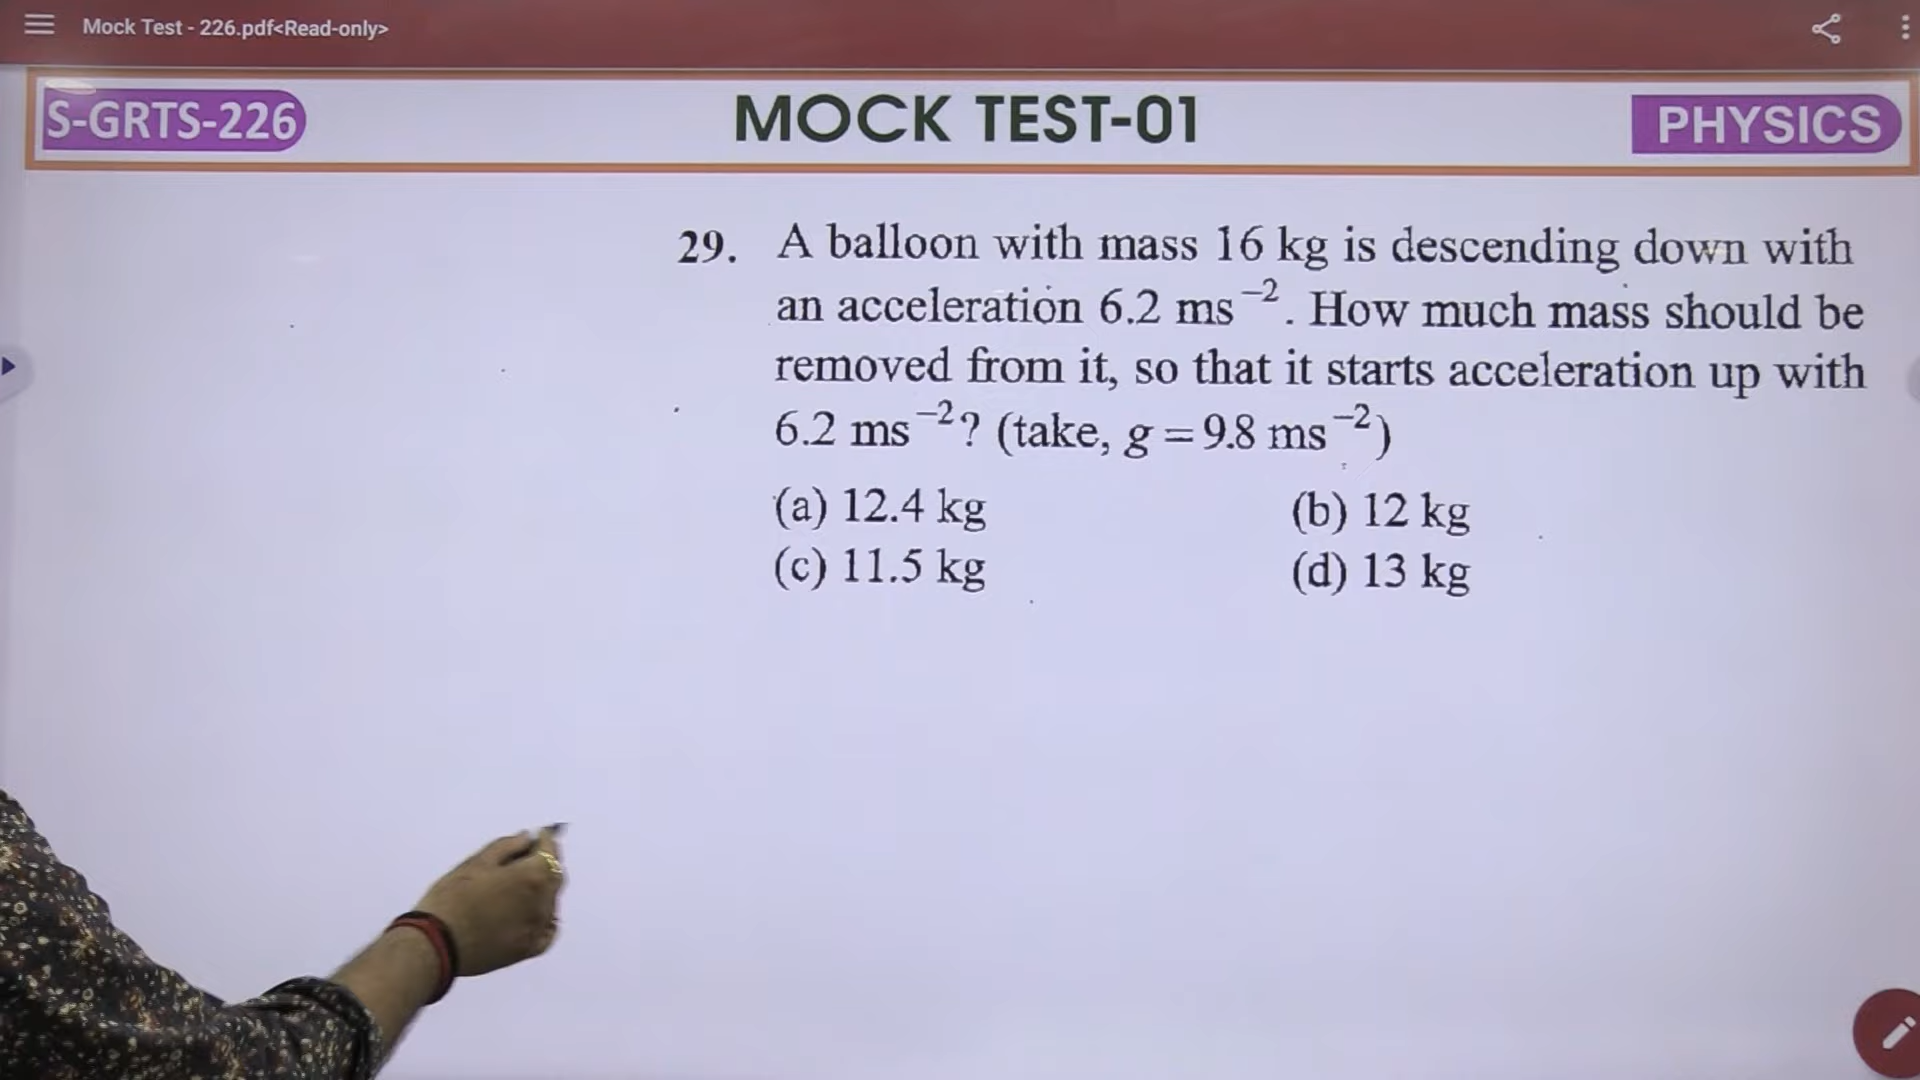 Mock Test - 226.pdf<Read-only>
S-GRTS-226
MOCK TEST-01
PHYSICS
29. A balloon with mass 16 kg is descending down with
an acceleration 6.2 ms⁻². How much mass should be
removed from it, so that it starts acceleration up with
6.2 ms⁻²? (take, g = 9.8 ms⁻²)
(a) 12.4 kg (b) 12 kg
(c) 11.5 kg (d) 13 kg